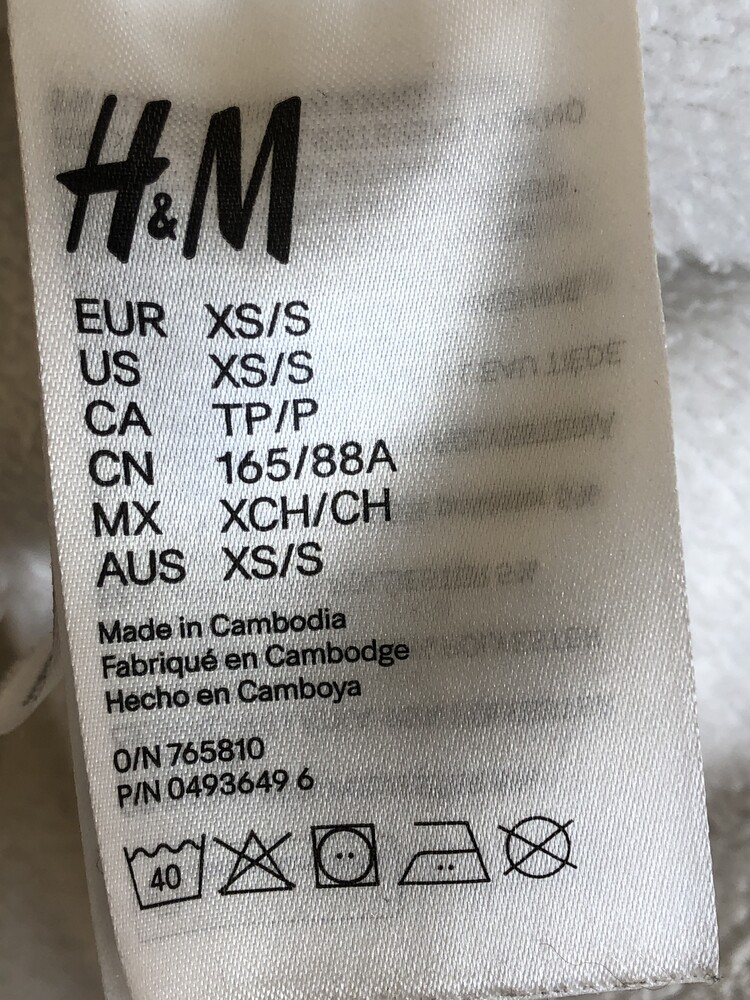 H&M
EUR XS/S
US XS/S
CA TP/P
CN 165/88A
MX XCH/CH
AUS XS/S
Made in Cambodia
Fabriqué en Cambodge
Hecho en Camboya
O/N 765810
P/N 0493649 6
40